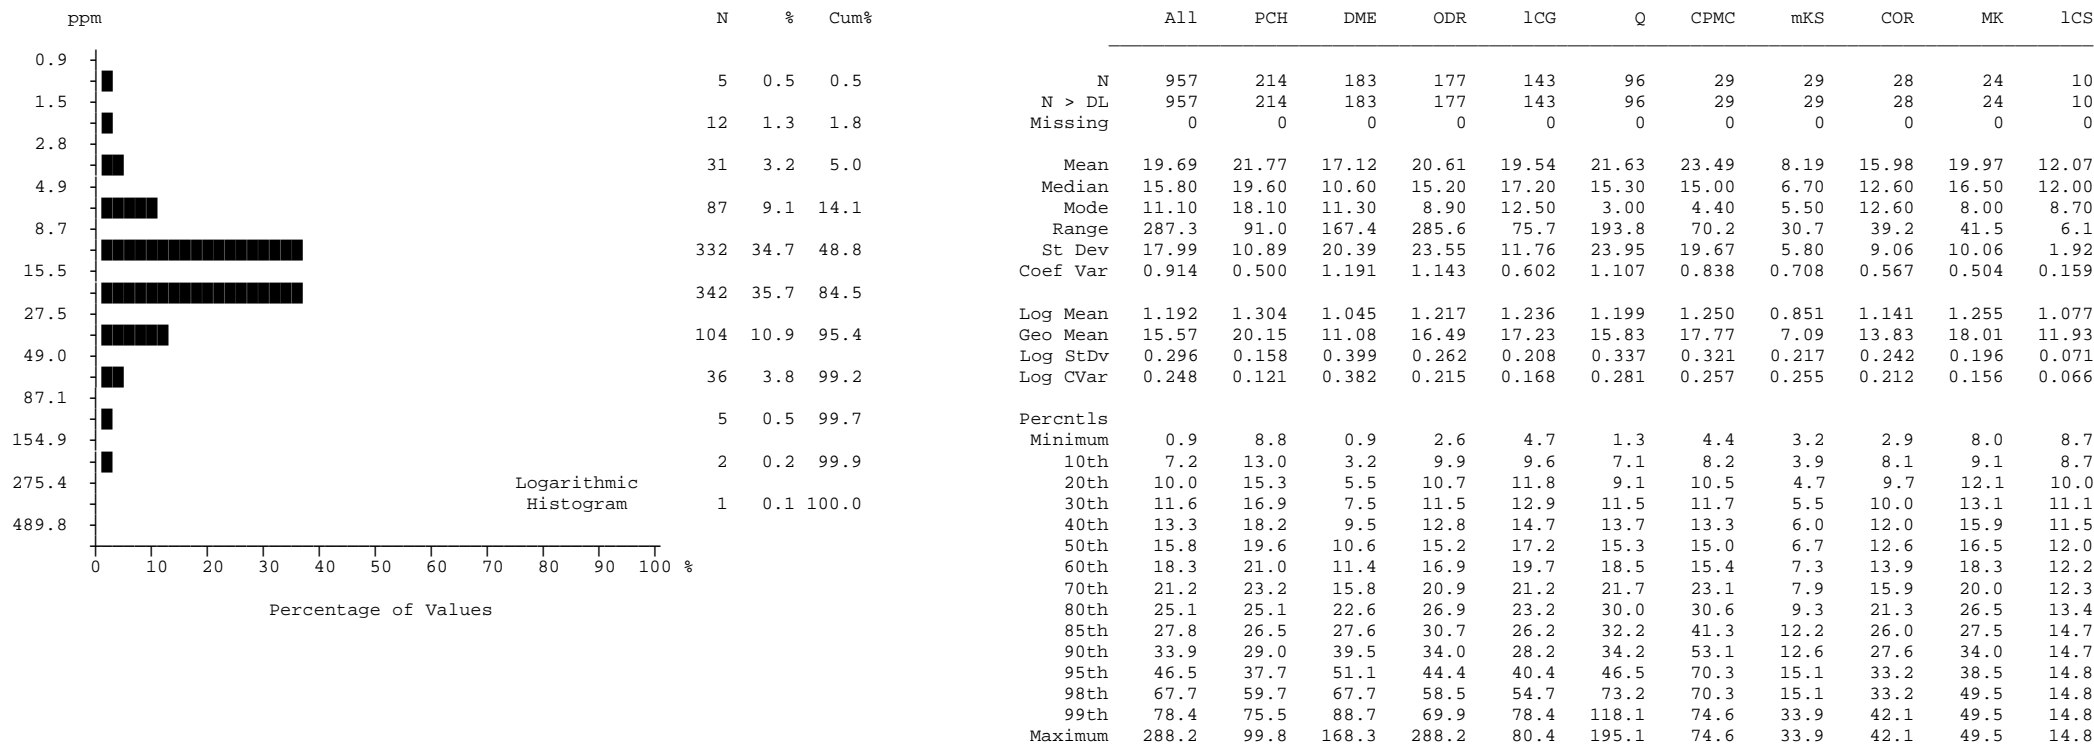 ppm N % Cum% All PCH DME ODR lCG Q CPMC mKS COR MK lCS
0.9
5 0.5 0.5 N 957 214 183 177 143 96 29 29 28 24 10
1.5 N > DL 957 214 183 177 143 96 29 29 28 24 10
12 1.3 1.8 Missing 0 0 0 0 0 0 0 0 0 0 0
2.8
31 3.2 5.0 Mean 19.69 21.77 17.12 20.61 19.54 21.63 23.49 8.19 15.98 19.97 12.07
4.9 Median 15.80 19.60 10.60 15.20 17.20 15.30 15.00 6.70 12.60 16.50 12.00
87 9.1 14.1 Mode 11.10 18.10 11.30 8.90 12.50 3.00 4.40 5.50 12.60 8.00 8.70
8.7 Range 287.3 91.0 167.4 285.6 75.7 193.8 70.2 30.7 39.2 41.5 6.1
332 34.7 48.8 St Dev 17.99 10.89 20.39 23.55 11.76 23.95 19.67 5.80 9.06 10.06 1.92
15.5 Coef Var 0.914 0.500 1.191 1.143 0.602 1.107 0.838 0.708 0.567 0.504 0.159
342 35.7 84.5
27.5 Log Mean 1.192 1.304 1.045 1.217 1.236 1.199 1.250 0.851 1.141 1.255 1.077
104 10.9 95.4 Geo Mean 15.57 20.15 11.08 16.49 17.23 15.83 17.77 7.09 13.83 18.01 11.93
49.0 Log StDv 0.296 0.158 0.399 0.262 0.208 0.337 0.321 0.217 0.242 0.196 0.071
36 3.8 99.2 Log CVar 0.248 0.121 0.382 0.215 0.168 0.281 0.257 0.255 0.212 0.156 0.066
87.1
5 0.5 99.7 Percntls
154.9 Minimum 0.9 8.8 0.9 2.6 4.7 1.3 4.4 3.2 2.9 8.0 8.7
2 0.2 99.9 10th 7.2 13.0 3.2 9.9 9.6 7.1 8.2 3.9 8.1 9.1 8.7
275.4 Logarithmic 20th 10.0 15.3 5.5 10.7 11.8 9.1 10.5 4.7 9.7 12.1 10.0
Histogram 1 0.1 100.0 30th 11.6 16.9 7.5 11.5 12.9 11.5 11.7 5.5 10.0 13.1 11.1
489.8 40th 13.3 18.2 9.5 12.8 14.7 13.7 13.3 6.0 12.0 15.9 11.5
50th 15.8 19.6 10.6 15.2 17.2 15.3 15.0 6.7 12.6 16.5 12.0
0 10 20 30 40 50 60 70 80 90 100 % 60th 18.3 21.0 11.4 16.9 19.7 18.5 15.4 7.3 13.9 18.3 12.2
70th 21.2 23.2 15.8 20.9 21.2 21.7 23.1 7.9 15.9 20.0 12.3
Percentage of Values 80th 25.1 25.1 22.6 26.9 23.2 30.0 30.6 9.3 21.3 26.5 13.4
85th 27.8 26.5 27.6 30.7 26.2 32.2 41.3 12.2 26.0 27.5 14.7
90th 33.9 29.0 39.5 34.0 28.2 34.2 53.1 12.6 27.6 34.0 14.7
95th 46.5 37.7 51.1 44.4 40.4 46.5 70.3 15.1 33.2 38.5 14.8
98th 67.7 59.7 67.7 58.5 54.7 73.2 70.3 15.1 33.2 49.5 14.8
99th 78.4 75.5 88.7 69.9 78.4 118.1 74.6 33.9 42.1 49.5 14.8
Maximum 288.2 99.8 168.3 288.2 80.4 195.1 74.6 33.9 42.1 49.5 14.8